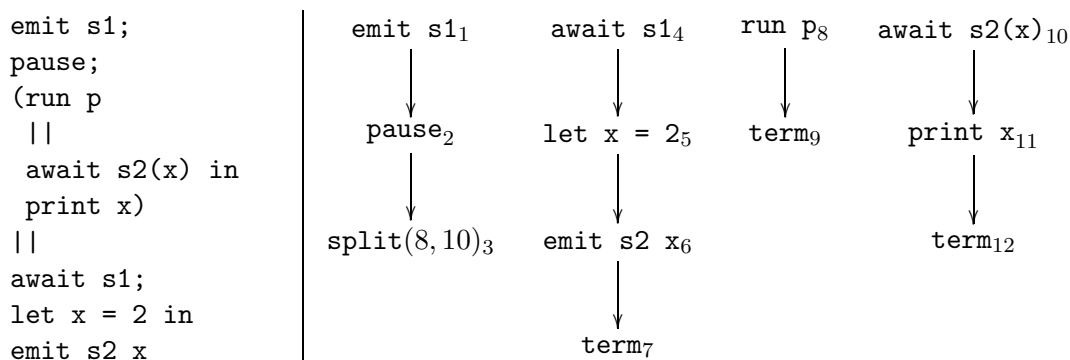 emit s1;
pause;
(run p
||
await s2(x) in
print x)
||
await s1;
let x = 2 in
emit s2 x
emit s1₁ await s1₄ run p₈ await s2(x)₁₀
pause₂ let x = 2₅ term₉ print x₁₁
split(8, 10)₃ emit s2 x₆ term₁₂
term₇